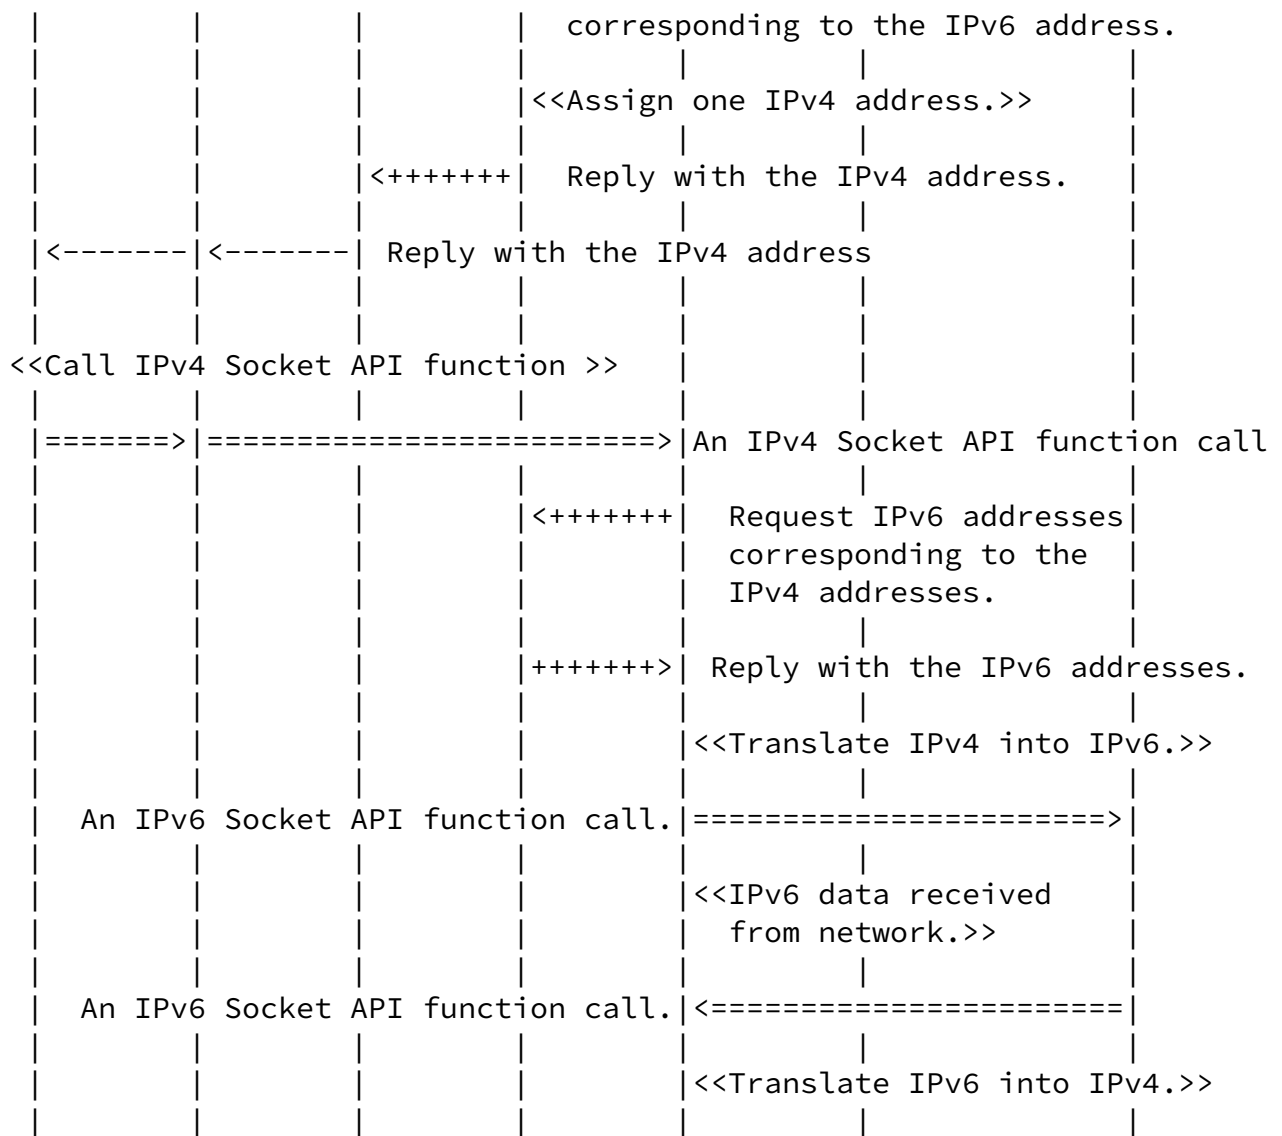 corresponding to the IPv6 address.
<<Assign one IPv4 address.>>
<+++++++| Reply with the IPv4 address.
|<-------|<-------| Reply with the IPv4 address
<<Call IPv4 Socket API function >>
|=======>|=========================>|An IPv4 Socket API function call
|<+++++++| Request IPv6 addresses|
corresponding to the
IPv4 addresses.
|+++++++>| Reply with the IPv6 addresses.
|<<Translate IPv4 into IPv6.>>
An IPv6 Socket API function call.|=======================>|
|<<IPv6 data received
from network.>>
An IPv6 Socket API function call.|<=======================|
|<<Translate IPv6 into IPv4.>>